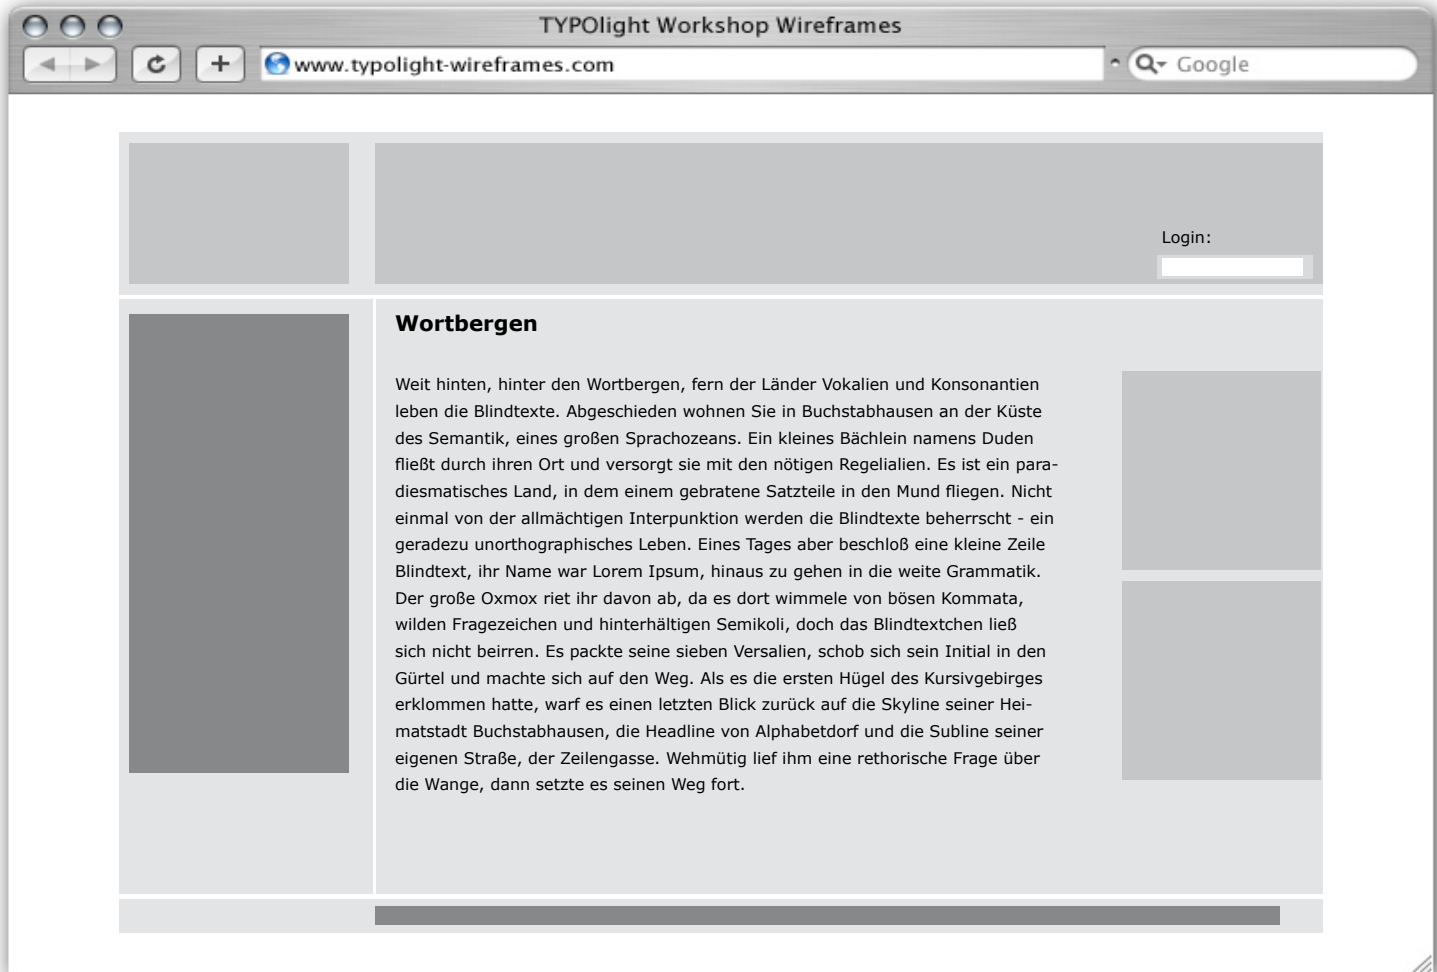 TYPOlight Workshop Wireframes
www.typolight-wireframes.com
Google
Login:
Wortbergen
Weit hinten, hinter den Wortbergen, fern der Länder Vokalien und Konsonantien
leben die Blindtexte. Abgeschieden wohnen Sie in Buchstabhausen an der Küste
des Semantik, eines großen Sprachozeans. Ein kleines Bächlein namens Duden
fließt durch ihren Ort und versorgt sie mit den nötigen Regelialien. Es ist ein para-
diesmatisches Land, in dem einem gebratene Satzteile in den Mund fliegen. Nicht
einmal von der allmächtigen Interpunktion werden die Blindtexte beherrscht - ein
geradezu unorthographisches Leben. Eines Tages aber beschloß eine kleine Zeile
Blindtext, ihr Name war Lorem Ipsum, hinaus zu gehen in die weite Grammatik.
Der große Oxmox riet ihr davon ab, da es dort wimmele von bösen Kommata,
wilden Fragezeichen und hinterhältigen Semikoli, doch das Blindtextchen ließ
sich nicht beirren. Es packte seine sieben Versalien, schob sich sein Initial in den
Gürtel und machte sich auf den Weg. Als es die ersten Hügel des Kursivgebirges
erklommen hatte, warf es einen letzten Blick zurück auf die Skyline seiner Hei-
matstadt Buchstabhausen, die Headline von Alphabetdorf und die Subline seiner
eigenen Straße, der Zeilengasse. Wehmütig lief ihm eine rethorische Frage über
die Wange, dann setzte es seinen Weg fort.